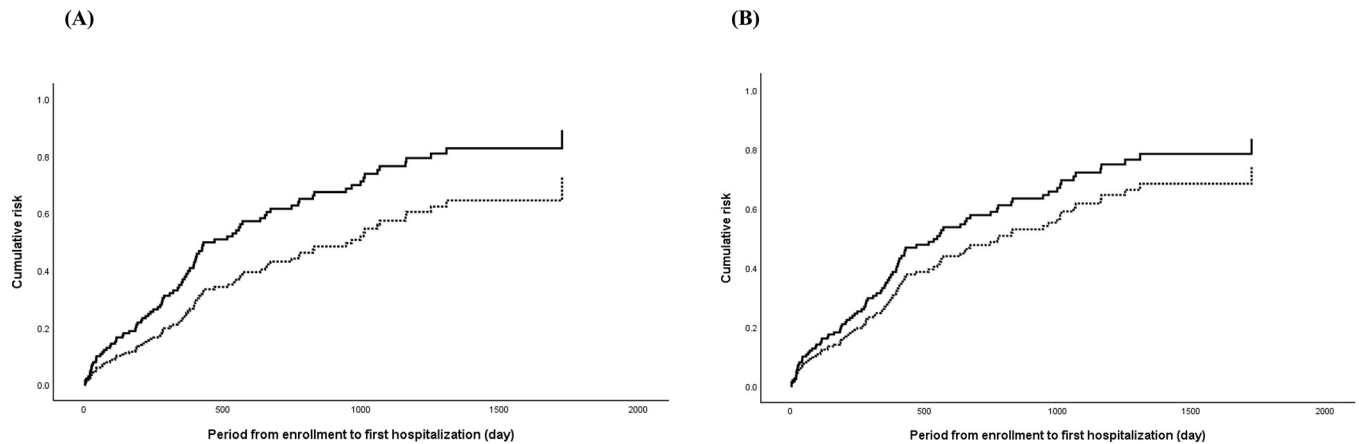 (A)
Cumulative risk
1.0
0.8
0.6
0.4
0.2
0.0
0 500 1000 1500 2000
Period from enrollment to first hospitalization (day)
(B)
Cumulative risk
1.0
0.8
0.6
0.4
0.2
0.0
0 500 1000 1500 2000
Period from enrollment to first hospitalization (day)